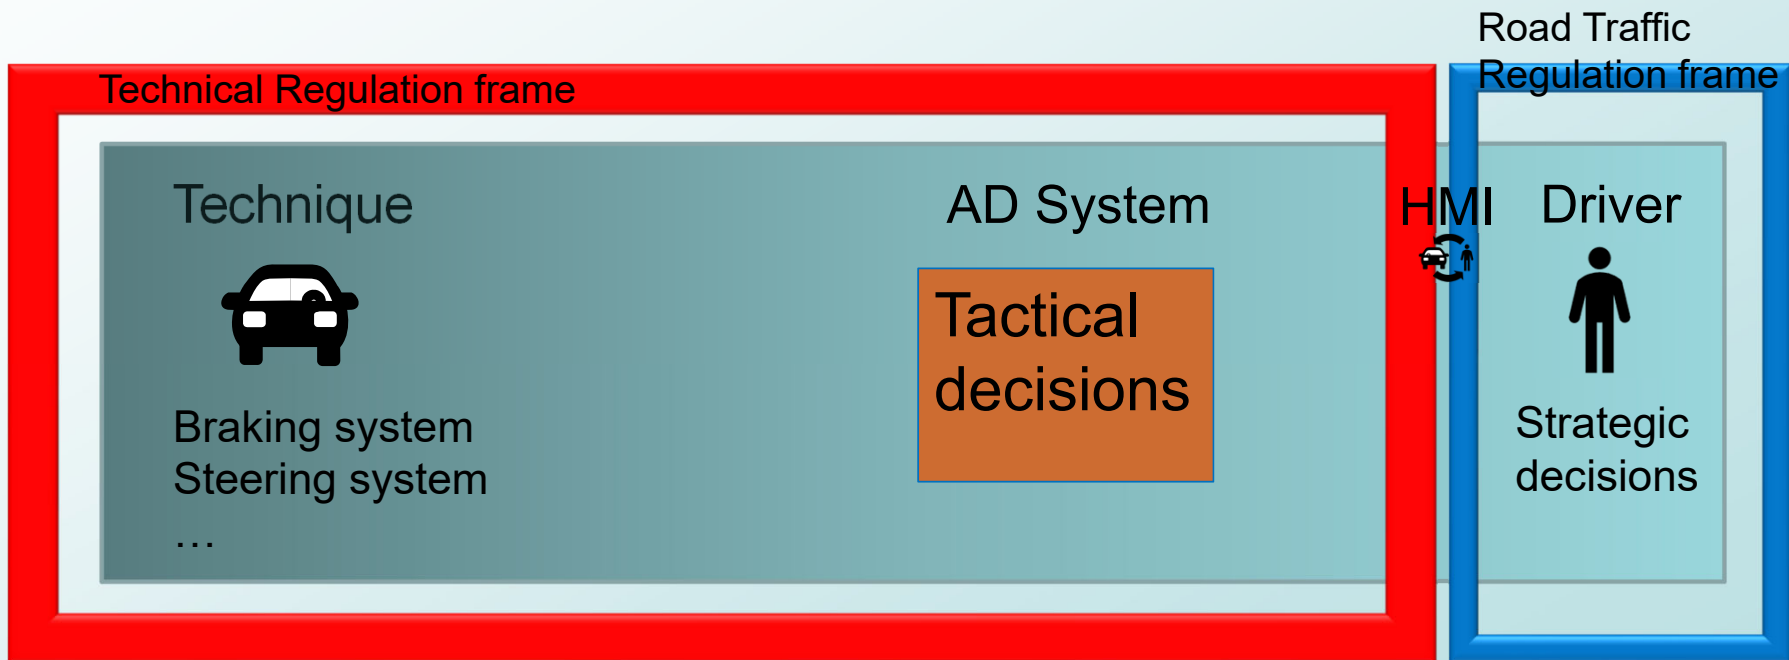 Road Traffic
Regulation frame
Technical Regulation frame
Technique
AD System
HMI
Driver
Tactical
decisions
Braking system
Steering system
…
Strategic
decisions